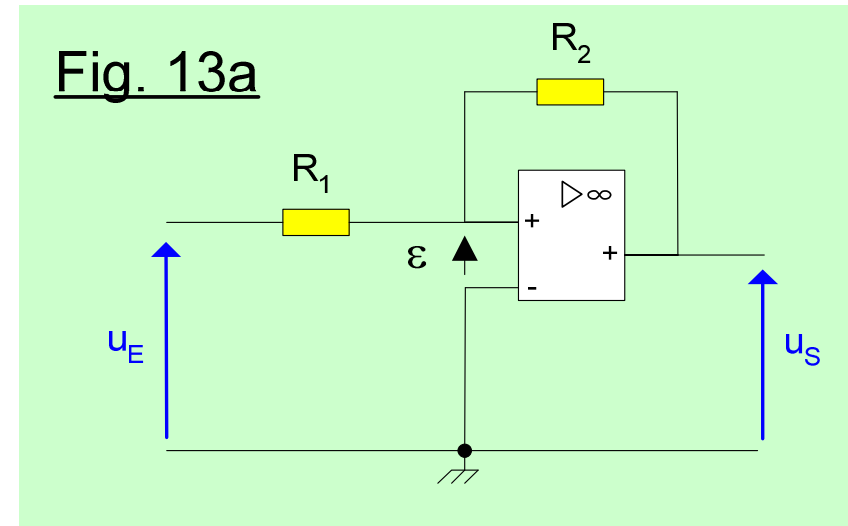 Fig. 13a
R2
R1
▷∞
+
ε
+
-
uE
uS